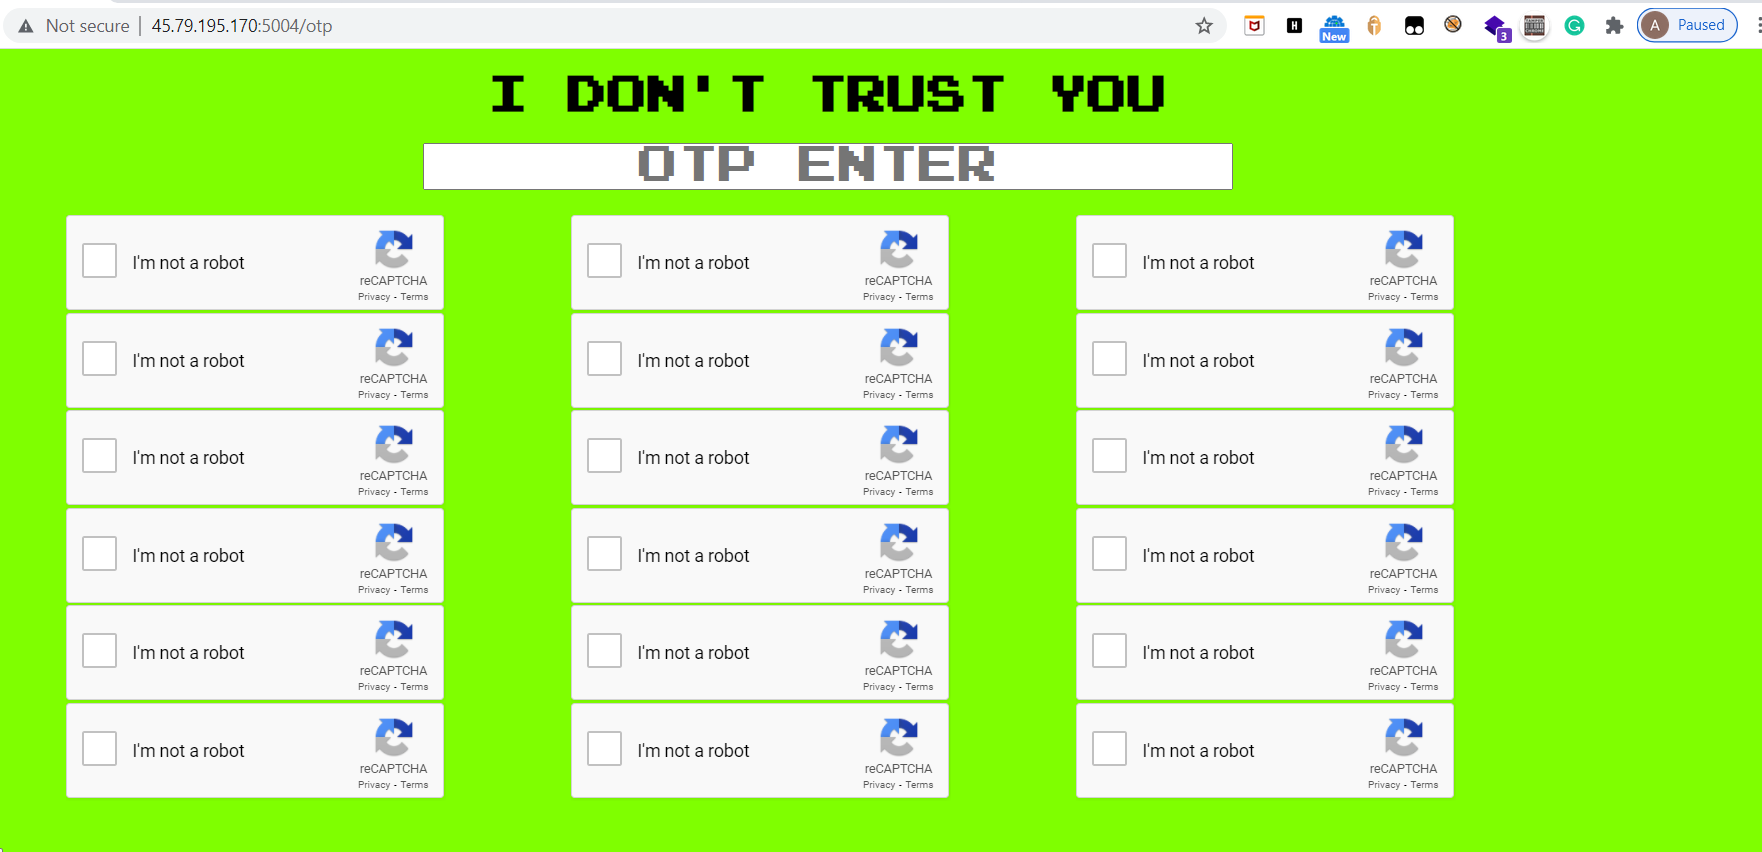 Not secure | 45.79.195.170:5004/otp
New
3
A Paused
I DON'T TRUST YOU
OTP ENTER
I'm not a robot reCAPTCHA Privacy - Terms I'm not a robot reCAPTCHA Privacy - Terms I'm not a robot reCAPTCHA Privacy - Terms
I'm not a robot reCAPTCHA Privacy - Terms I'm not a robot reCAPTCHA Privacy - Terms I'm not a robot reCAPTCHA Privacy - Terms
I'm not a robot reCAPTCHA Privacy - Terms I'm not a robot reCAPTCHA Privacy - Terms I'm not a robot reCAPTCHA Privacy - Terms
I'm not a robot reCAPTCHA Privacy - Terms I'm not a robot reCAPTCHA Privacy - Terms I'm not a robot reCAPTCHA Privacy - Terms
I'm not a robot reCAPTCHA Privacy - Terms I'm not a robot reCAPTCHA Privacy - Terms I'm not a robot reCAPTCHA Privacy - Terms
I'm not a robot reCAPTCHA Privacy - Terms I'm not a robot reCAPTCHA Privacy - Terms I'm not a robot reCAPTCHA Privacy - Terms